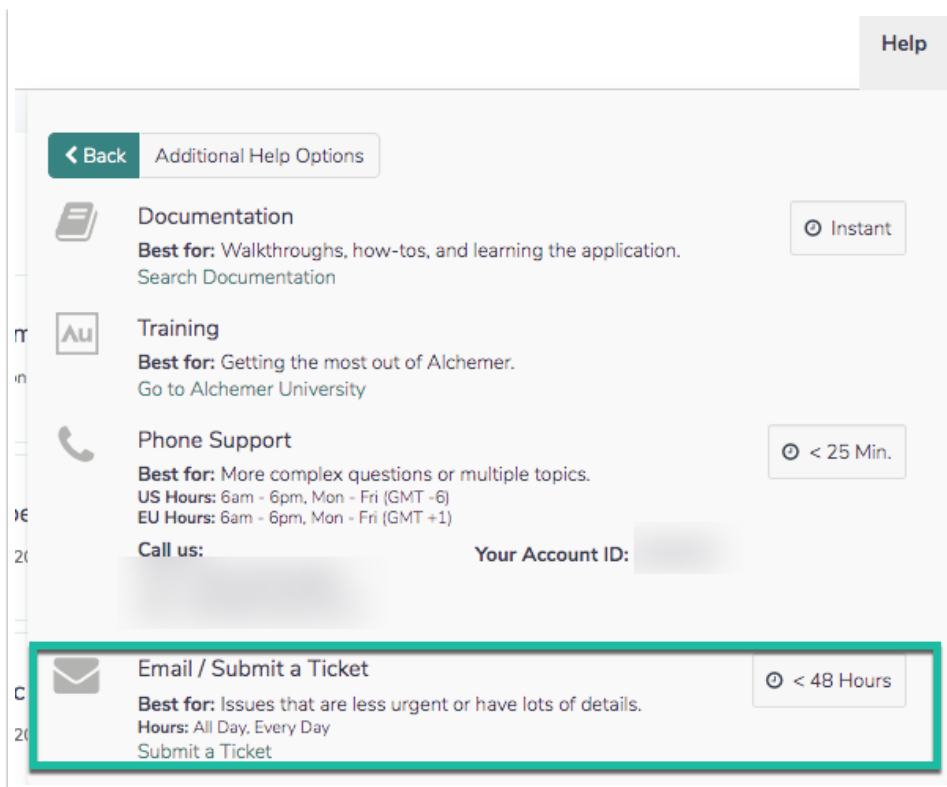 Help
Back Additional Help Options
Documentation
Instant
Best for: Walkthroughs, how-tos, and learning the application.
Search Documentation
Au
Training
Best for: Getting the most out of Alchemer.
Go to Alchemer University
Phone Support
< 25 Min.
Best for: More complex questions or multiple topics.
US Hours: 6am - 6pm, Mon - Fri (GMT -6)
EU Hours: 6am - 6pm, Mon - Fri (GMT +1)
Call us:
Your Account ID:
Email / Submit a Ticket
< 48 Hours
Best for: Issues that are less urgent or have lots of details.
Hours: All Day, Every Day
Submit a Ticket